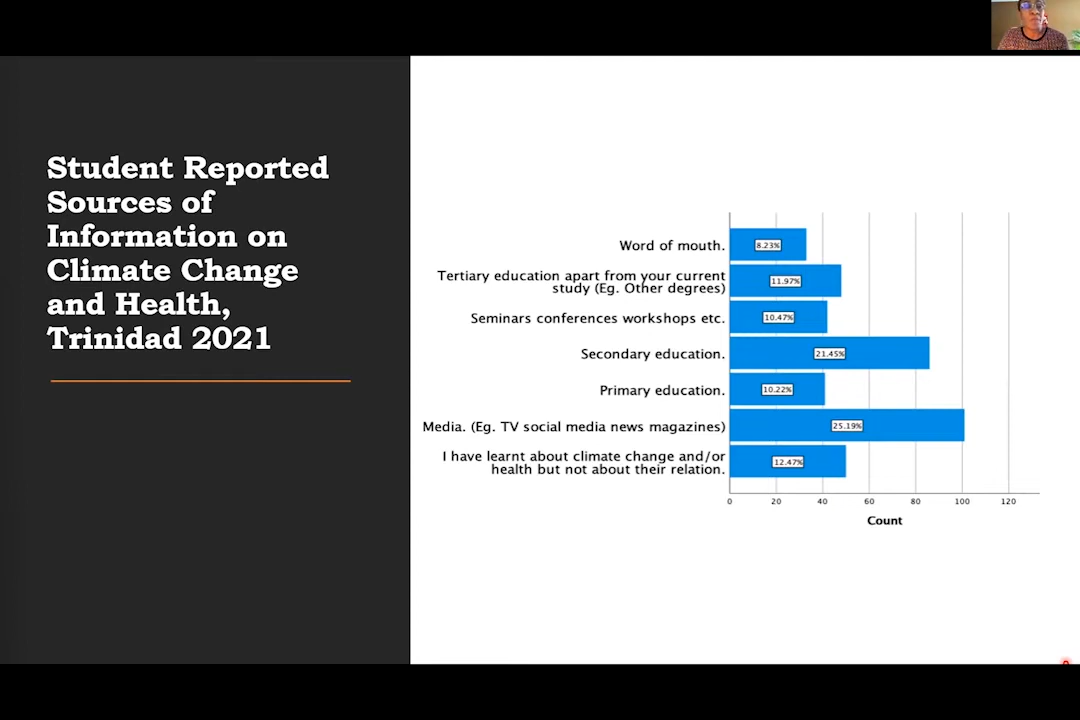 Student Reported
Sources of
Information on
Climate Change
and Health,
Trinidad 2021
Word of mouth.
8.23%
Tertiary education apart from your current
study (Eg. Other degrees)
11.97%
Seminars conferences workshops etc.
10.47%
Secondary education.
21.45%
Primary education.
10.22%
Media. (Eg. TV social media news magazines)
25.19%
I have learnt about climate change and/or
health but not about their relation.
12.47%
0 20 40 60 80 100 120
Count